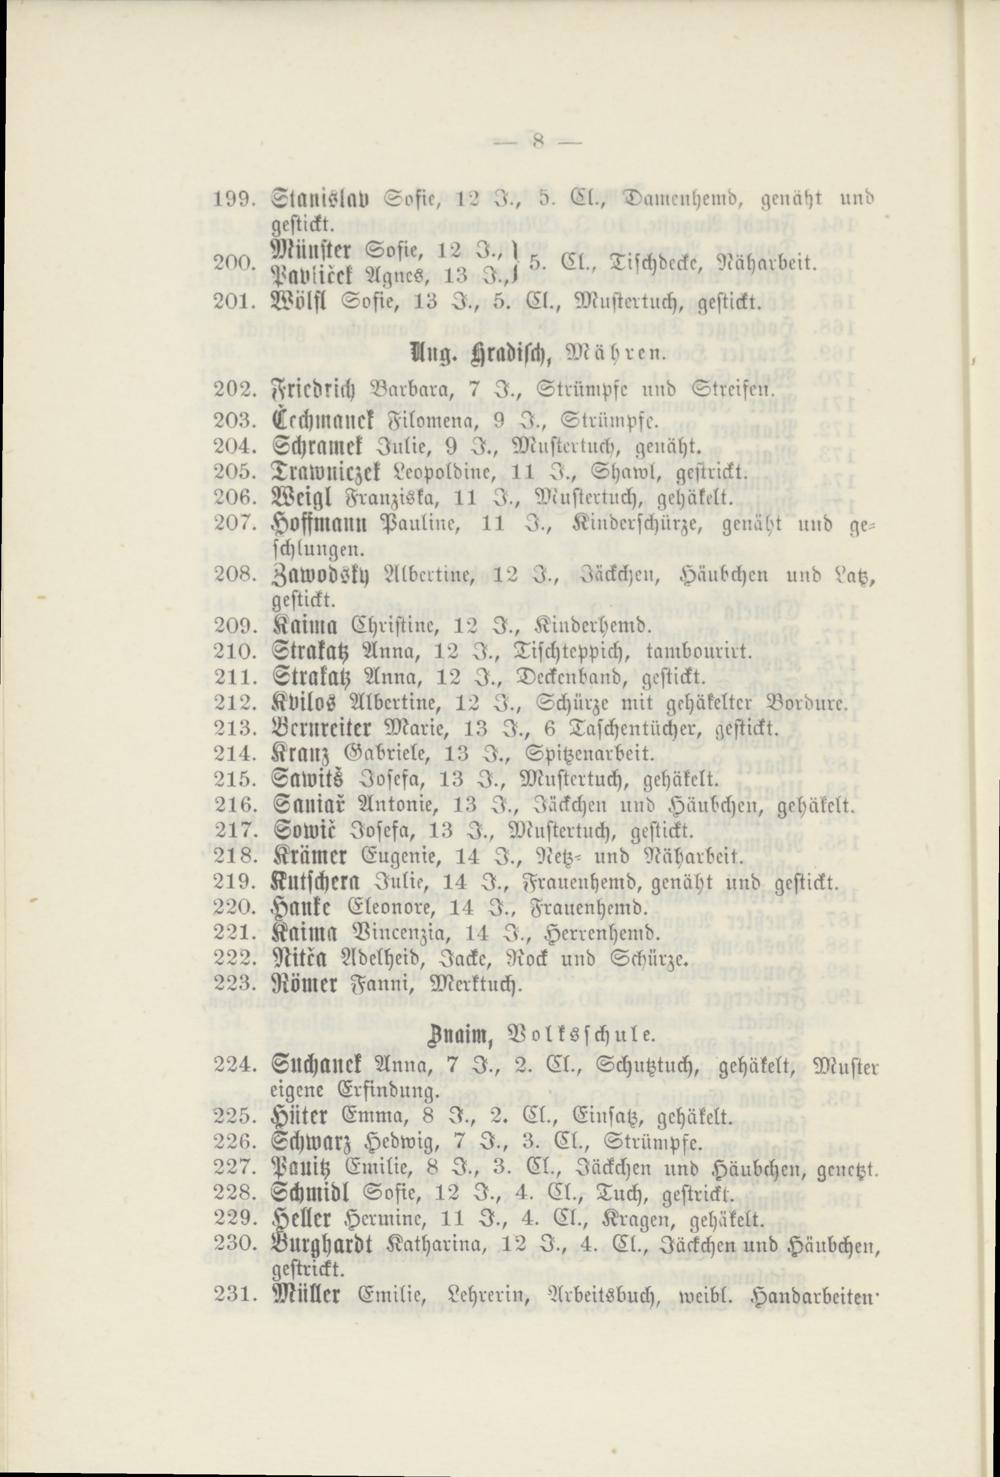 — 8 —
199. Stanislav Sofie, 12 J., 5. Cl., Damenhemd, genäht und
gestickt.
200. Münster Sofie, 12 J., } 5. Cl., Tischdecke, Näharbeit.
Pavlíček Agnes, 13 J., }
201. Wölfl Sofie, 13 J., 5. Cl., Mustertuch, gestickt.
Ung. Hradisch, Mähren.
202. Friedrich Barbara, 7 J., Strümpfe und Streifen.
203. Čechmanek Filomena, 9 J., Strümpfe.
204. Schramek Julie, 9 J., Mustertuch, genäht.
205. Trawniczek Leopoldine, 11 J., Shawl, gestrickt.
206. Weigl Franziska, 11 J., Mustertuch, gehäkelt.
207. Hoffmann Pauline, 11 J., Kinderschürze, genäht und ge-
schlungen.
208. Zawodsky Albertine, 12 J., Jäckchen, Häubchen und Latz,
gestickt.
209. Kaima Christine, 12 J., Kinderhemd.
210. Strakatz Anna, 12 J., Tischteppich, tambourirt.
211. Strakatz Anna, 12 J., Deckenband, gestickt.
212. Kvilos Albertine, 12 J., Schürze mit gehäkelter Bordure.
213. Bernreiter Marie, 13 J., 6 Taschentücher, gestickt.
214. Kranz Gabriele, 13 J., Spitzenarbeit.
215. Sawitš Josefa, 13 J., Mustertuch, gehäkelt.
216. Saniař Antonie, 13 J., Jäckchen und Häubchen, gehäkelt.
217. Sowič Josefa, 13 J., Mustertuch, gestickt.
218. Krämer Eugenie, 14 J., Netz- und Näharbeit.
219. Kutschera Julie, 14 J., Frauenhemd, genäht und gestickt.
220. Hanke Eleonore, 14 J., Frauenhemd.
221. Kaima Vincenzia, 14 J., Herrenhemd.
222. Nitča Adelheid, Jacke, Rock und Schürze.
223. Römer Fanni, Merktuch.
Znaim, Volksschule.
224. Suchanek Anna, 7 J., 2. Cl., Schutztuch, gehäkelt, Muster
eigene Erfindung.
225. Hüter Emma, 8 J., 2. Cl., Einsatz, gehäkelt.
226. Schwarz Hedwig, 7 J., 3. Cl., Strümpfe.
227. Panitz Emilie, 8 J., 3. Cl., Jäckchen und Häubchen, genetzt.
228. Schmidl Sofie, 12 J., 4. Cl., Tuch, gestrickt.
229. Heller Hermine, 11 J., 4. Cl., Kragen, gehäkelt.
230. Burghardt Katharina, 12 J., 4. Cl., Jäckchen und Häubchen,
gestrickt.
231. Müller Emilie, Lehrerin, Arbeitsbuch, weibl. Handarbeiten·